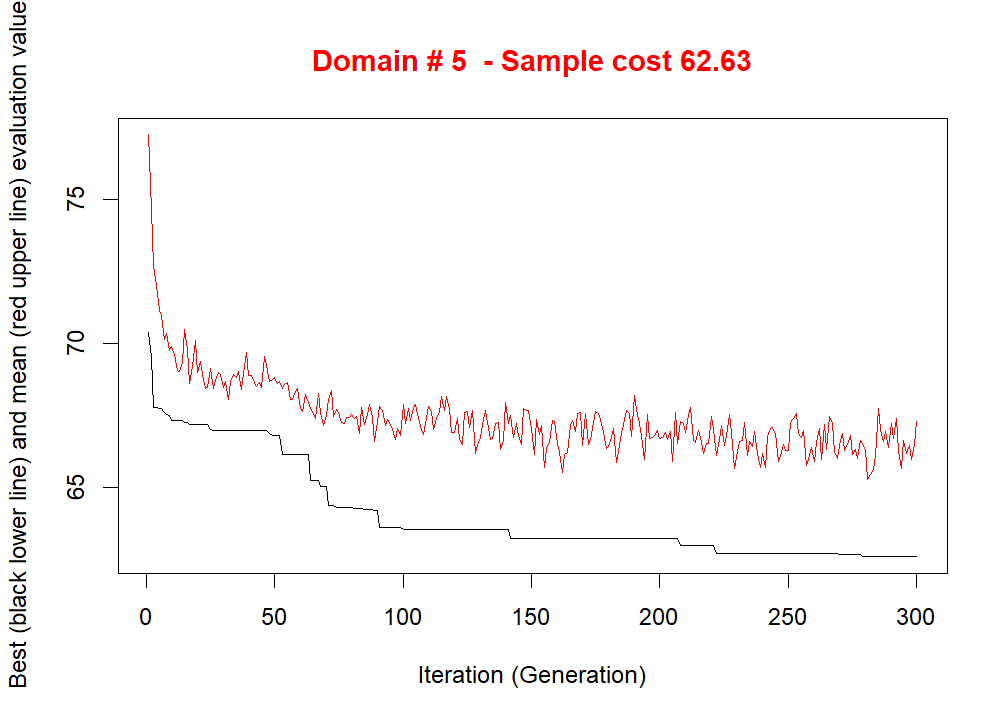 Domain # 5  - Sample cost 62.63
Best (black lower line) and mean (red upper line) evaluation value
75
70
65
0 50 100 150 200 250 300
Iteration (Generation)